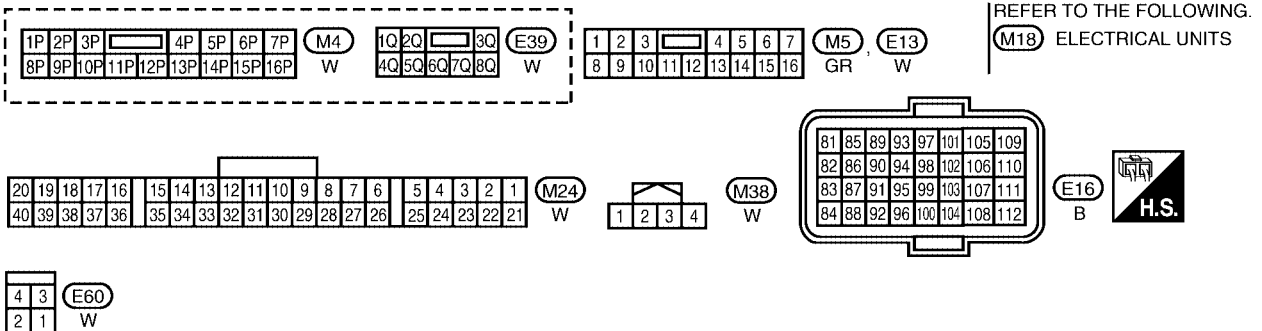 1P 2P 3P 4P 5P 6P 7P M4
8P 9P 10P 11P 12P 13P 14P 15P 16P W
1Q 2Q 3Q E39
4Q 5Q 6Q 7Q 8Q W
1 2 3 4 5 6 7 M5 , E13
8 9 10 11 12 13 14 15 16 GR W
REFER TO THE FOLLOWING.
M18 ELECTRICAL UNITS
20 19 18 17 16 15 14 13 12 11 10 9 8 7 6 5 4 3 2 1 M24
40 39 38 37 36 35 34 33 32 31 30 29 28 27 26 25 24 23 22 21 W
M38
1 2 3 4 W
81 85 89 93 97 101 105 109
82 86 90 94 98 102 106 110
83 87 91 95 99 103 107 111 E16
84 88 92 96 100 104 108 112 B
H.S.
4 3 E60
2 1 W